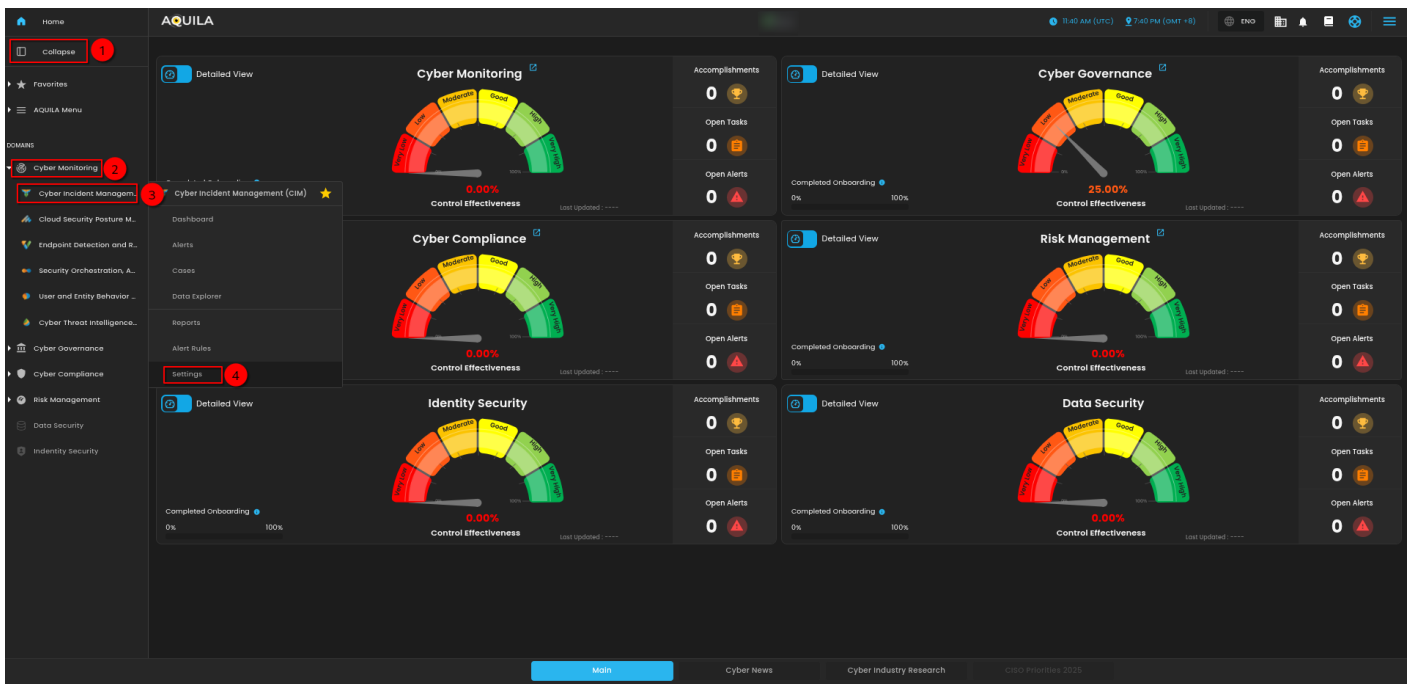 Home
AQUILA
11:40 AM (UTC)
7:40 PM (GMT +8)
ENG
Collapse
1
Favorites
AQUILA Menu
DOMAINS
Cyber Monitoring
2
Cyber Incident Managem..
3
Cloud Security Posture M..
Endpoint Detection and R..
Security Orchestration, A..
User and Entity Behavior ..
Cyber Threat Intelligence..
Cyber Governance
Cyber Compliance
Risk Management
Data Security
Indentity Security
Cyber Incident Management (CIM)
Dashboard
Alerts
Cases
Data Explorer
Reports
Alert Rules
Settings
4
Detailed View
Cyber Monitoring
Very Low
Low
Moderate
Good
High
Very High
0%
100%
0.00%
Control Effectiveness
Last Updated : ----
Accomplishments
0
Open Tasks
0
Open Alerts
0
Detailed View
Cyber Governance
Very Low
Low
Moderate
Good
High
Very High
0%
100%
Completed Onboarding
0%
100%
25.00%
Control Effectiveness
Last Updated : ----
Accomplishments
0
Open Tasks
0
Open Alerts
0
Cyber Compliance
Very Low
Low
Moderate
Good
High
Very High
0%
100%
0.00%
Control Effectiveness
Last Updated : ----
Accomplishments
0
Open Tasks
0
Open Alerts
0
Detailed View
Risk Management
Very Low
Low
Moderate
Good
High
Very High
0%
100%
Completed Onboarding
0%
100%
0.00%
Control Effectiveness
Last Updated : ----
Accomplishments
0
Open Tasks
0
Open Alerts
0
Detailed View
Identity Security
Very Low
Low
Moderate
Good
High
Very High
0%
100%
Completed Onboarding
0%
100%
0.00%
Control Effectiveness
Last Updated : ----
Accomplishments
0
Open Tasks
0
Open Alerts
0
Detailed View
Data Security
Very Low
Low
Moderate
Good
High
Very High
0%
100%
Completed Onboarding
0%
100%
0.00%
Control Effectiveness
Last Updated : ----
Accomplishments
0
Open Tasks
0
Open Alerts
0
Main
Cyber News
Cyber Industry Research
CISO Priorities 2025